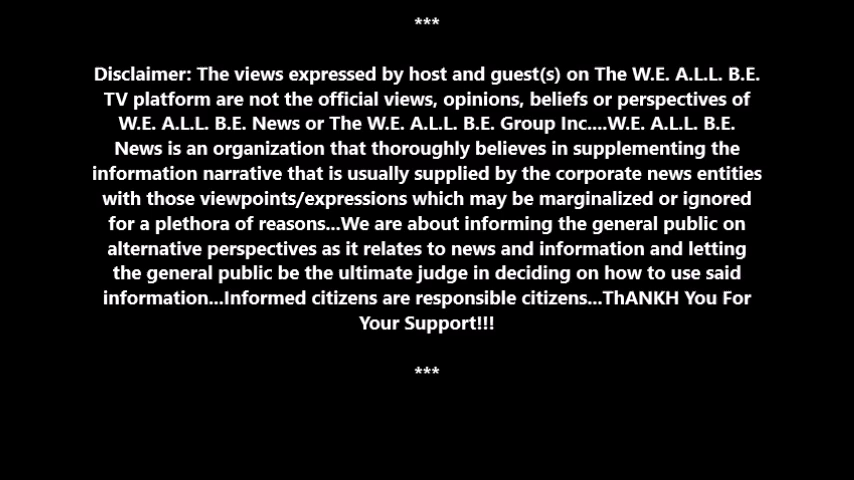 ***
Disclaimer: The views expressed by host and guest(s) on The W.E. A.L.L. B.E.
TV platform are not the official views, opinions, beliefs or perspectives of
W.E. A.L.L. B.E. News or The W.E. A.L.L. B.E. Group Inc....W.E. A.L.L. B.E.
News is an organization that thoroughly believes in supplementing the
information narrative that is usually supplied by the corporate news entities
with those viewpoints/expressions which may be marginalized or ignored
for a plethora of reasons...We are about informing the general public on
alternative perspectives as it relates to news and information and letting
the general public be the ultimate judge in deciding on how to use said
information...Informed citizens are responsible citizens...ThANKH You For
Your Support!!!
***